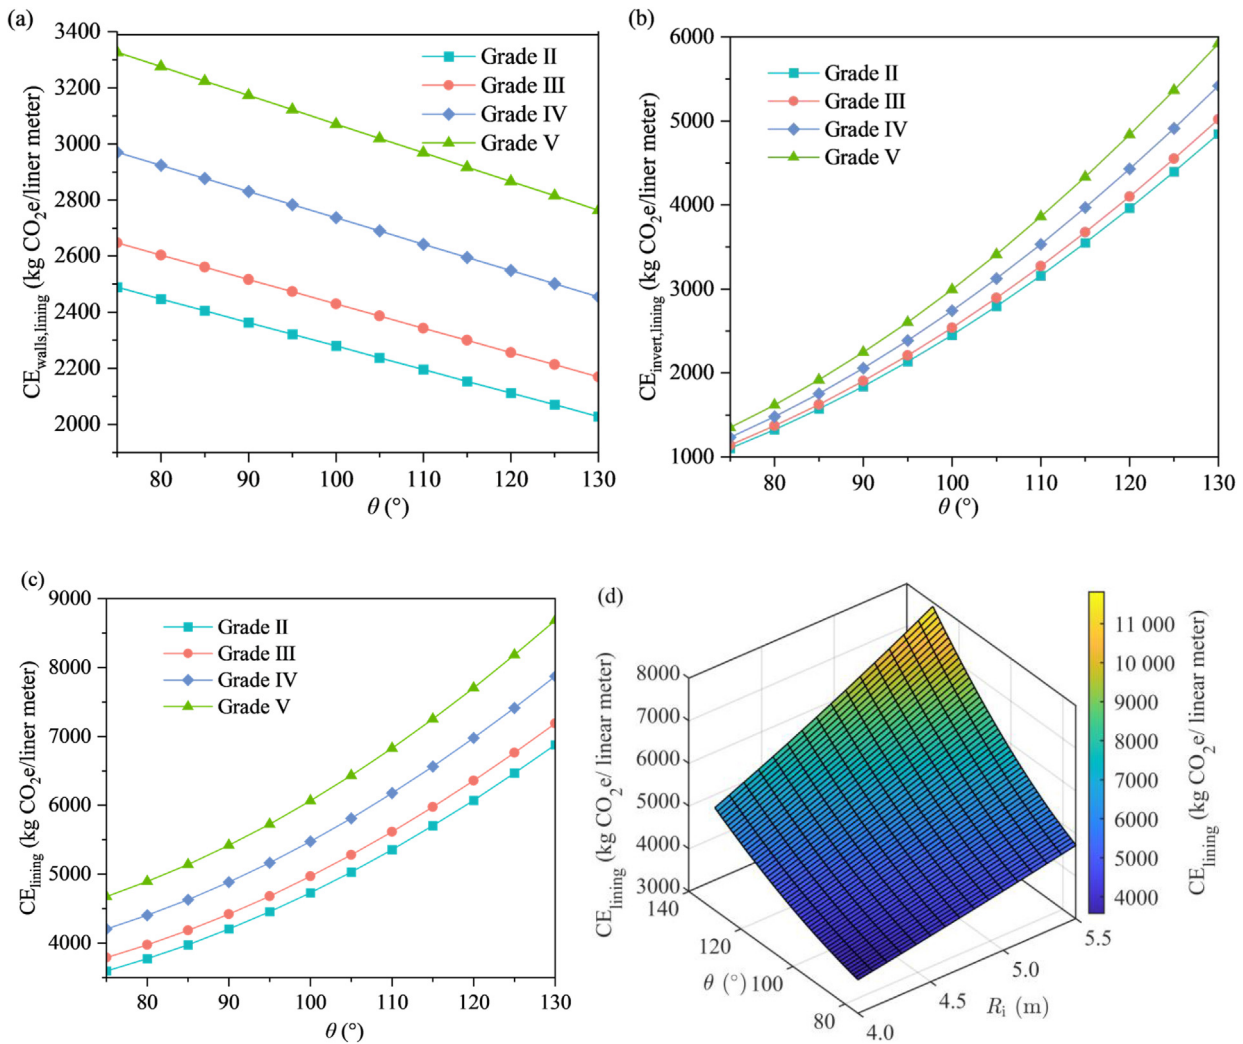 (a)
3400
3200
3000
2800
2600
2400
2200
2000
CEwalls,lining (kg CO2e/liner meter)
Grade II
Grade III
Grade IV
Grade V
80 90 100 110 120 130
θ (°)
(b)
6000
5000
4000
3000
2000
1000
CEinvert,lining (kg CO2e/liner meter)
Grade II
Grade III
Grade IV
Grade V
80 90 100 110 120 130
θ (°)
(c)
9000
8000
7000
6000
5000
4000
CElining (kg CO2e/liner meter)
Grade II
Grade III
Grade IV
Grade V
80 90 100 110 120 130
θ (°)
(d)
8000
7000
6000
5000
4000
3000
CElining (kg CO2e/ linear meter)
140
120
100
80
θ (°)
4.0
4.5
5.0
5.5
Ri (m)
11 000
10 000
9000
8000
7000
6000
5000
4000
CElining (kg CO2e/ linear meter)